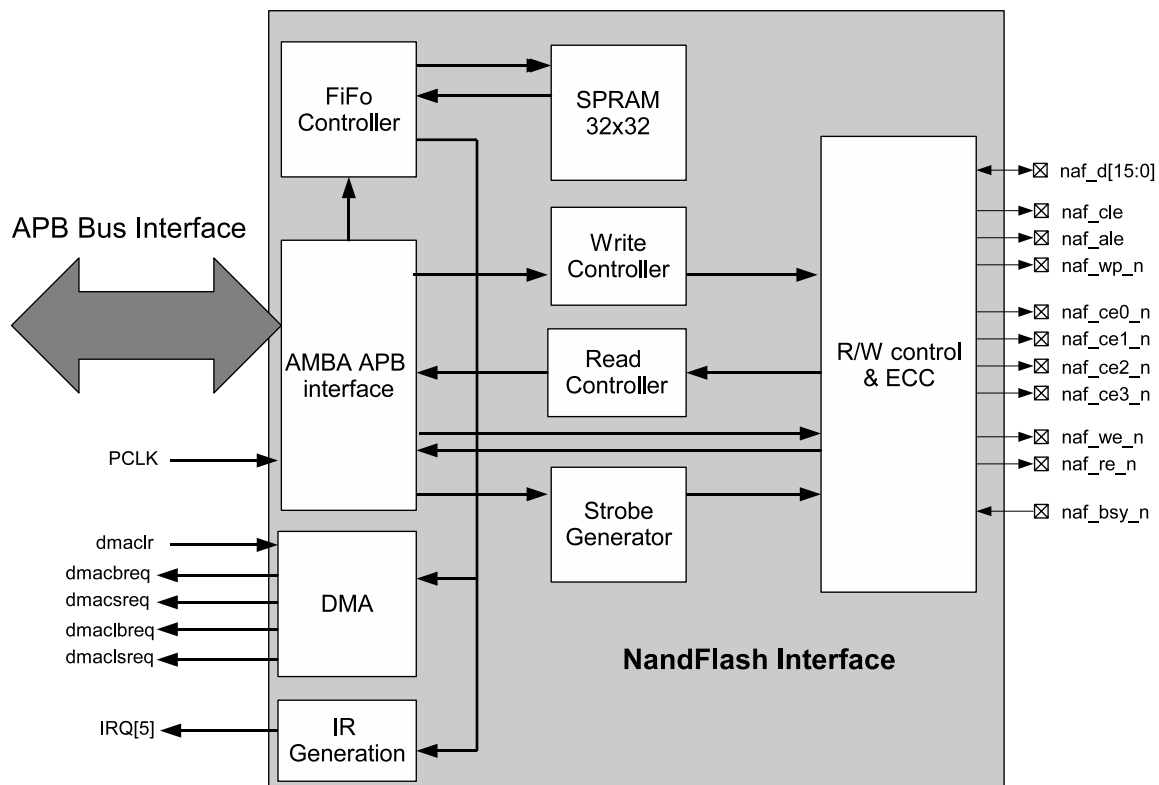 FiFo
Controller
SPRAM
32x32
APB Bus Interface
AMBA APB
interface
Write
Controller
Read
Controller
Strobe
Generator
R/W control
& ECC
naf_d[15:0]
naf_cle
naf_ale
naf_wp_n
naf_ce0_n
naf_ce1_n
naf_ce2_n
naf_ce3_n
naf_we_n
naf_re_n
naf_bsy_n
PCLK
dmaclr
dmacbreq
dmacsreq
dmaclbreq
dmaclsreq
DMA
NandFlash Interface
IRQ[5]
IR
Generation